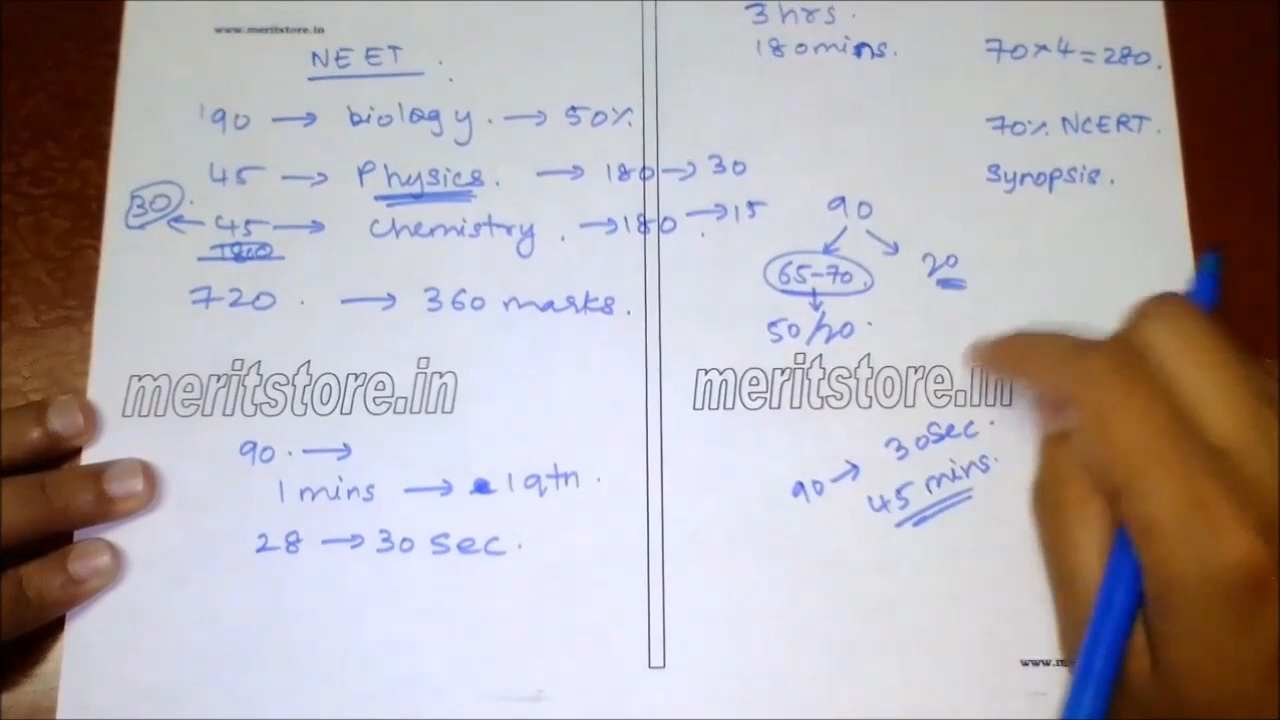 www.meritstore.in
NEET
90 → biology. → 50%
45 → Physics. → 180 → 30
30 ← 45 → chemistry. → 180. → 15
180
720. → 360 marks.
meritstore.in
90. →
1 mins → 1 qtn.
28 → 30 sec.
3 hrs.
180 mins.
70 × 4 = 280.
70% NCERT.
Synopsis.
90
65-70. 20
meritstore.in
30 sec.
90 → 45 mins.
www.m